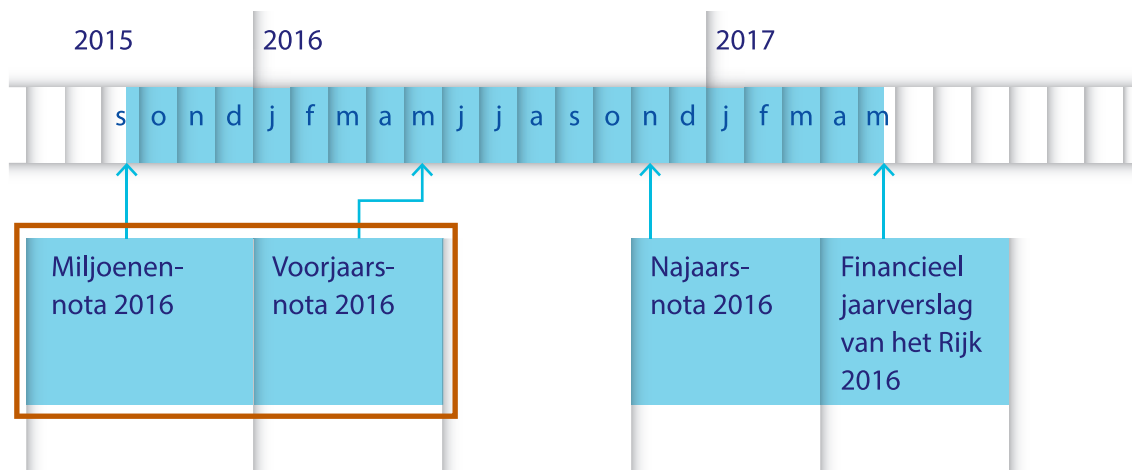 2015 2016 2017
s o n d j f m a m j j a s o n d j f m a m
Miljoenen-
nota 2016
Voorjaars-
nota 2016
Najaars-
nota 2016
Financieel
jaarverslag
van het Rijk
2016